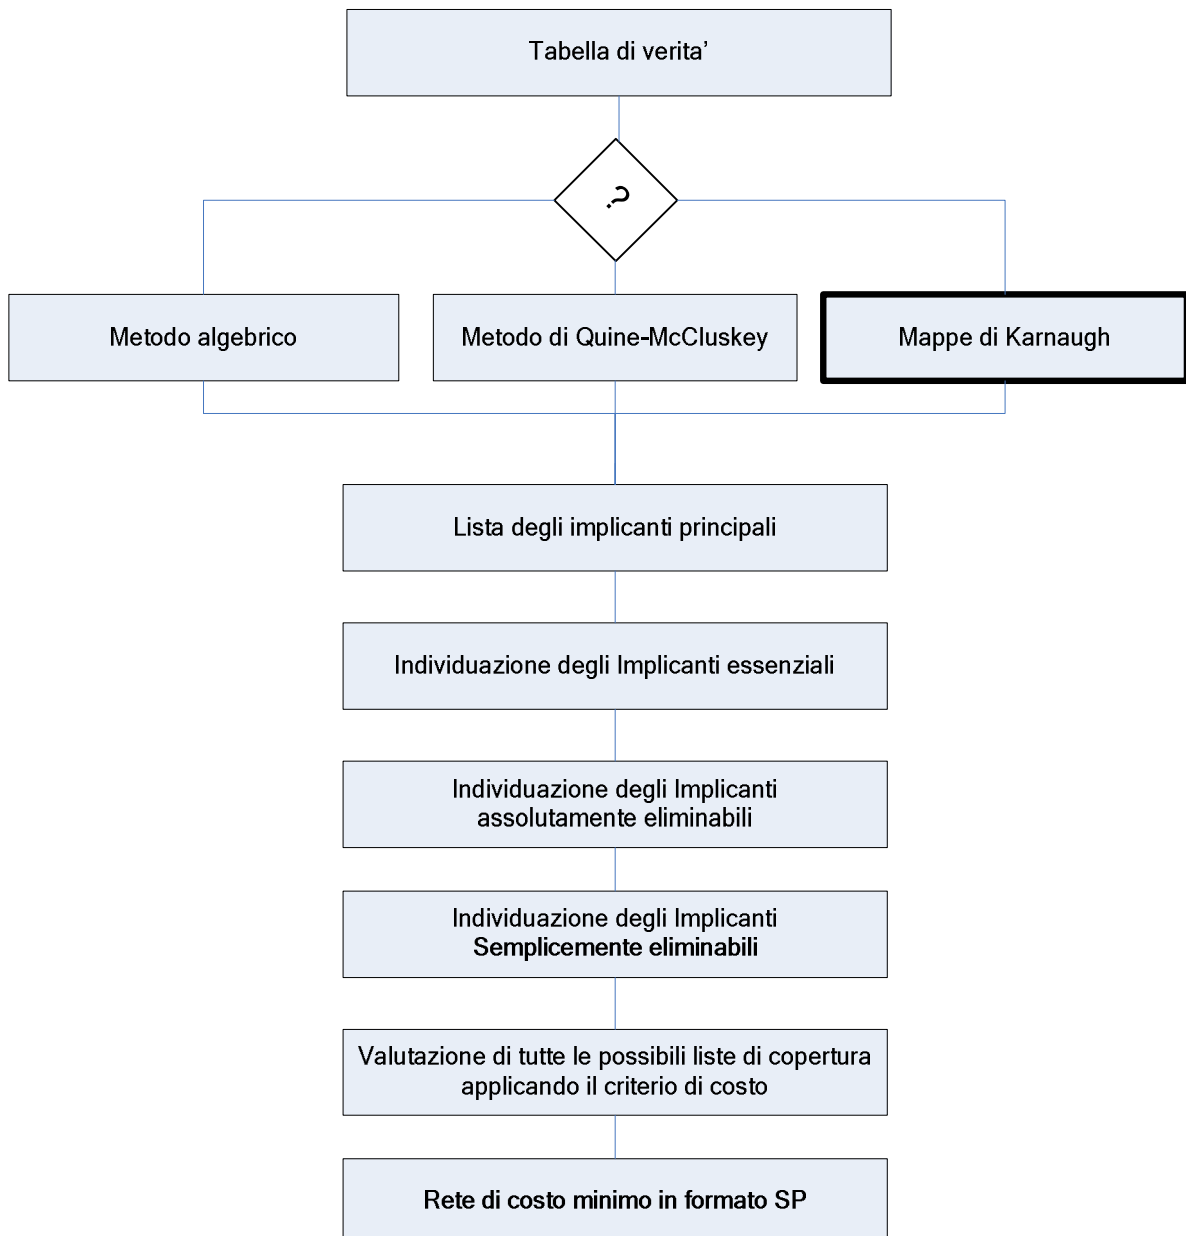 Tabella di verita’
?
Metodo algebrico
Metodo di Quine-McCluskey
Mappe di Karnaugh
Lista degli implicanti principali
Individuazione degli Implicanti essenziali
Individuazione degli Implicanti
assolutamente eliminabili
Individuazione degli Implicanti
Semplicemente eliminabili
Valutazione di tutte le possibili liste di copertura
applicando il criterio di costo
Rete di costo minimo in formato SP